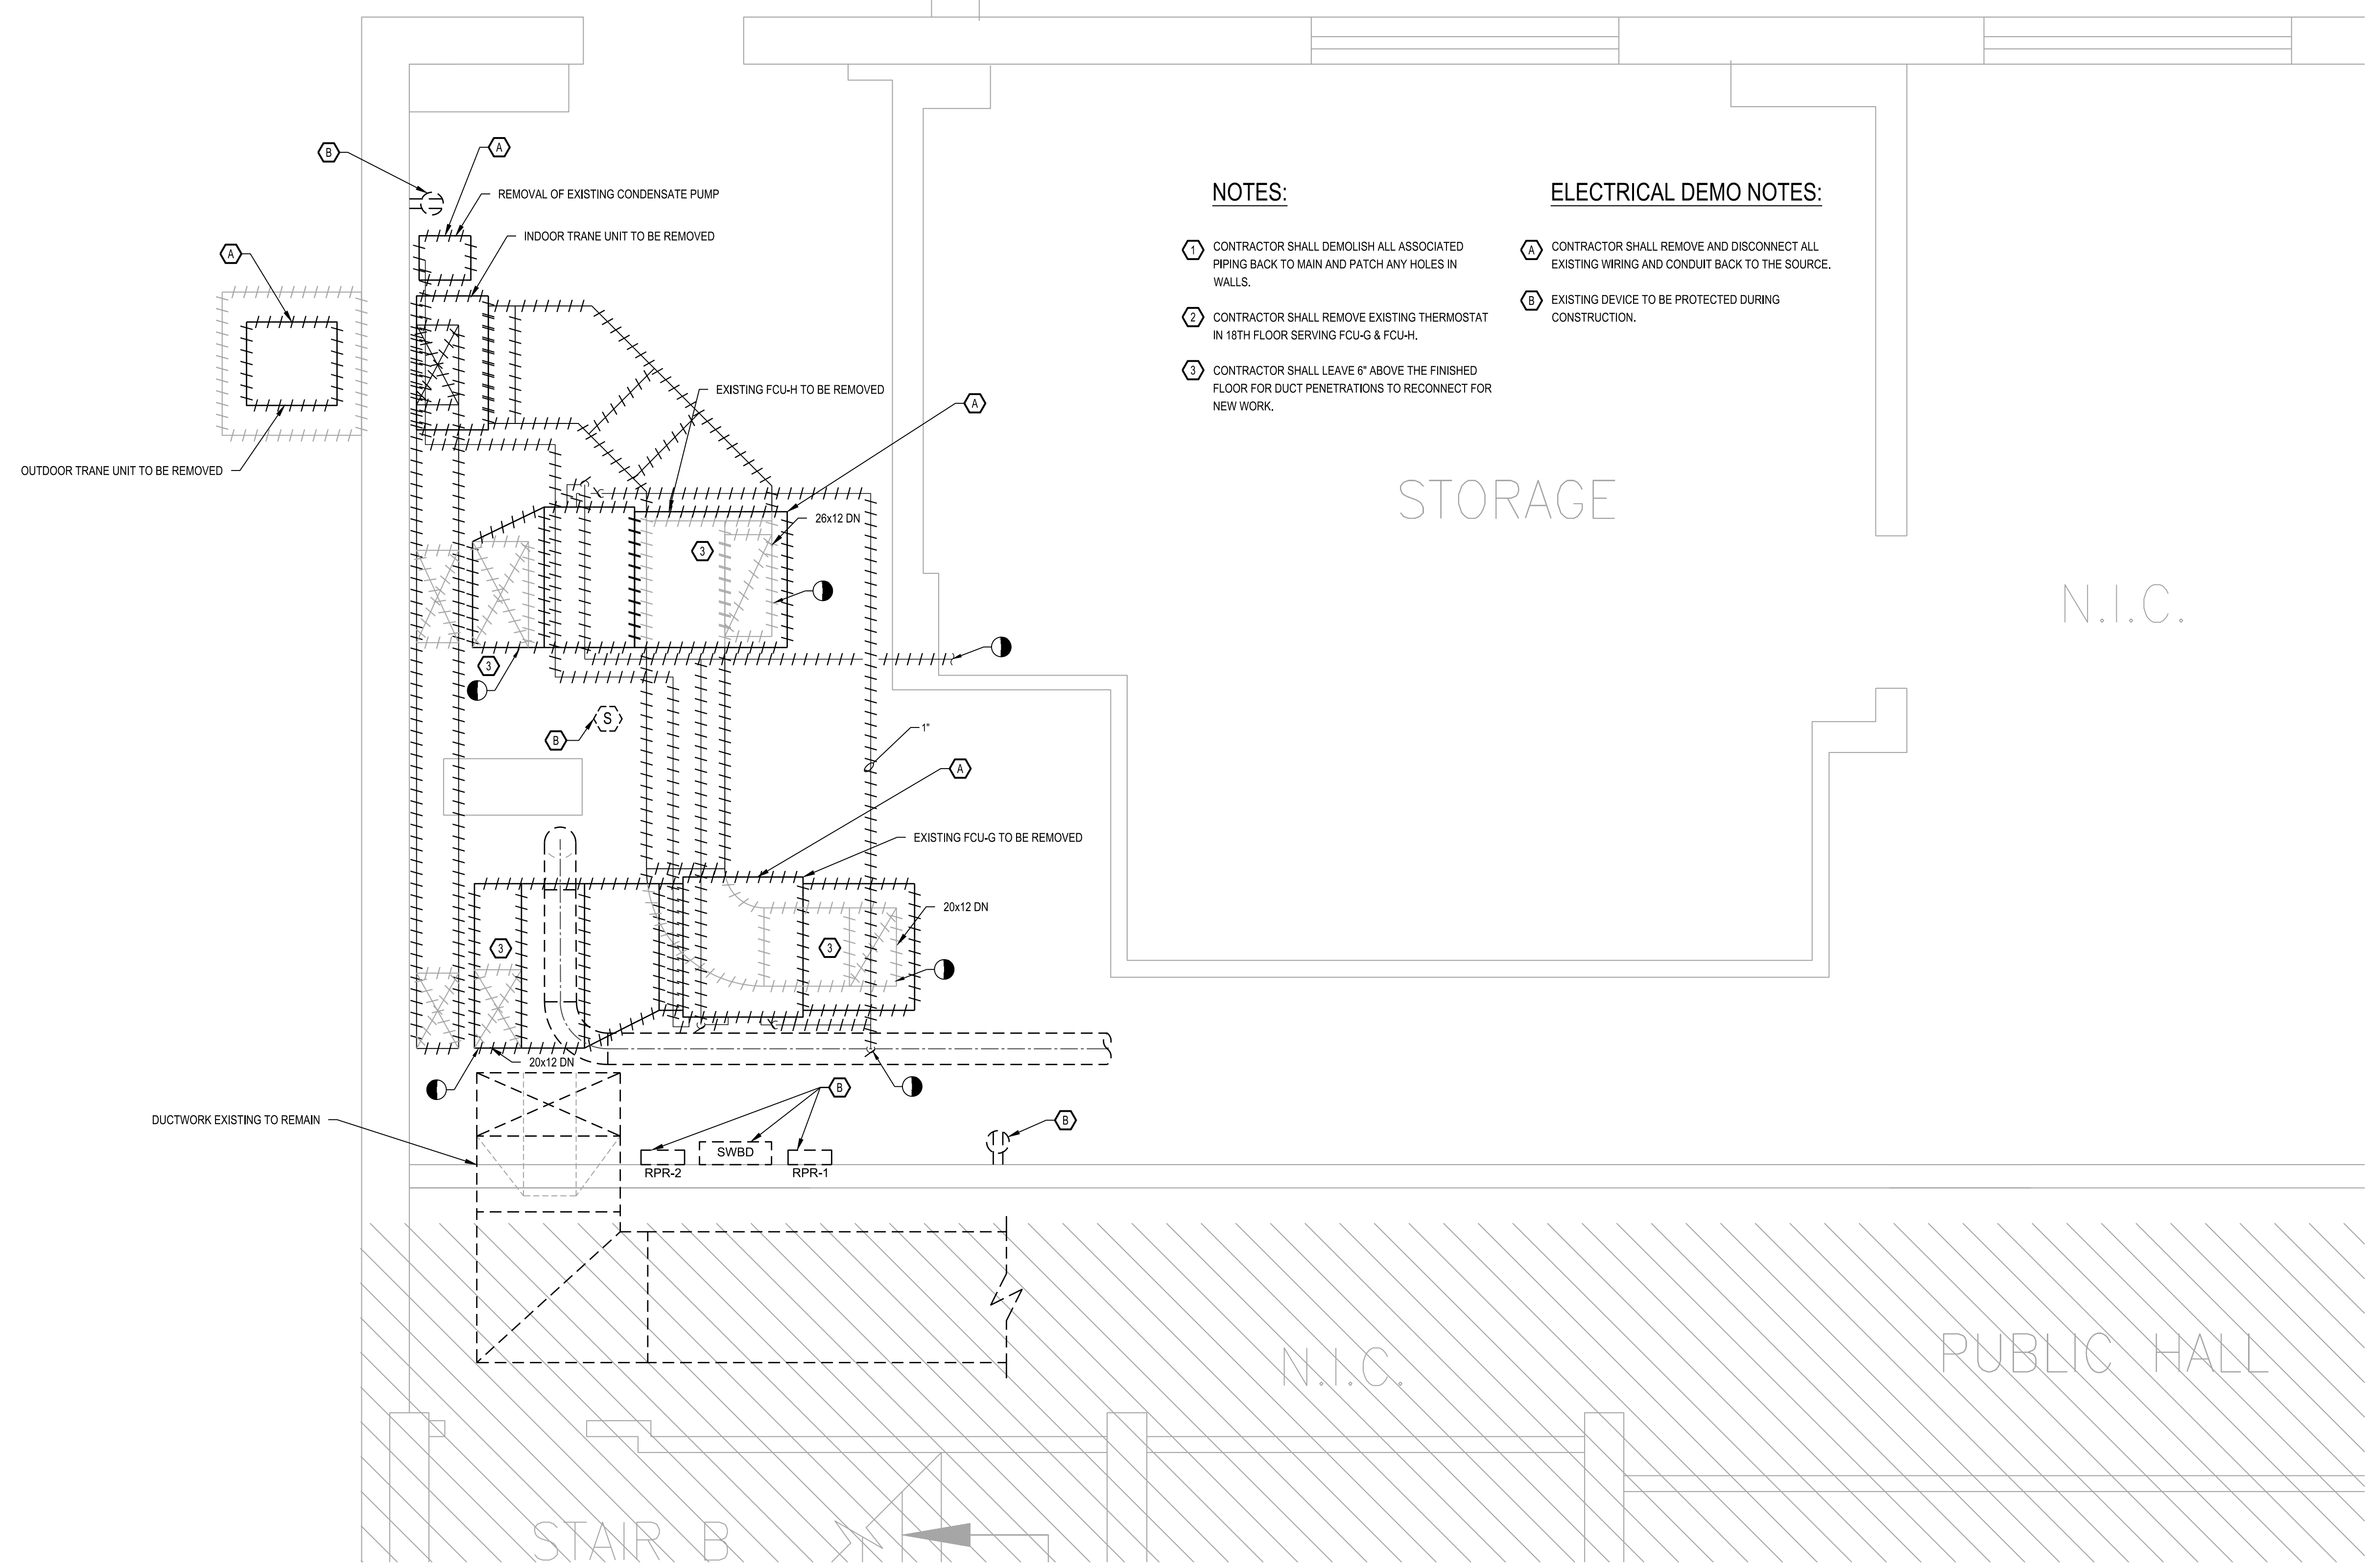 B
A
REMOVAL OF EXISTING CONDENSATE PUMP
INDOOR TRANE UNIT TO BE REMOVED
A
OUTDOOR TRANE UNIT TO BE REMOVED
EXISTING FCU-H TO BE REMOVED
A
26x12 DN
3
3
B
S
1"
A
EXISTING FCU-G TO BE REMOVED
20x12 DN
3
3
20x12 DN
DUCTWORK EXISTING TO REMAIN
B
B
SWBD
RPR-2
RPR-1
NOTES:
1 CONTRACTOR SHALL DEMOLISH ALL ASSOCIATED
PIPING BACK TO MAIN AND PATCH ANY HOLES IN
WALLS.
2 CONTRACTOR SHALL REMOVE EXISTING THERMOSTAT
IN 18TH FLOOR SERVING FCU-G & FCU-H.
3 CONTRACTOR SHALL LEAVE 6" ABOVE THE FINISHED
FLOOR FOR DUCT PENETRATIONS TO RECONNECT FOR
NEW WORK.
ELECTRICAL DEMO NOTES:
A CONTRACTOR SHALL REMOVE AND DISCONNECT ALL
EXISTING WIRING AND CONDUIT BACK TO THE SOURCE.
B EXISTING DEVICE TO BE PROTECTED DURING
CONSTRUCTION.
STORAGE
N.I.C.
N.I.C.
PUBLIC HALL
STAIR B